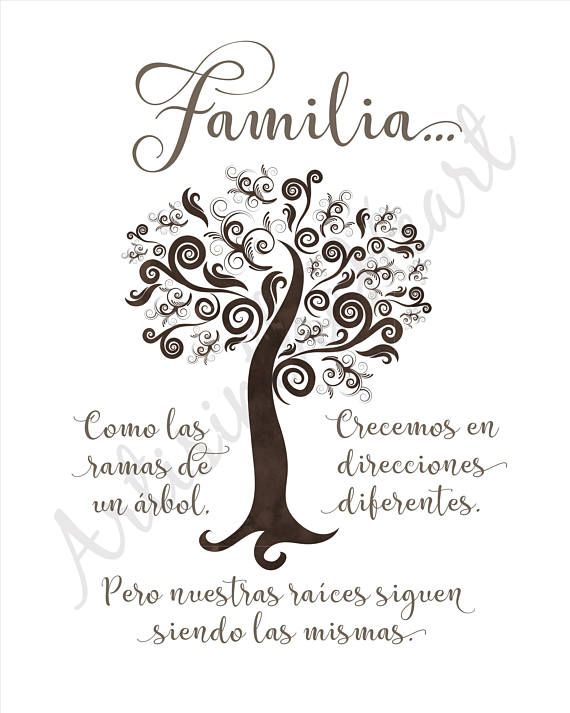 Familia...
Como las
ramas de
un árbol,
Crecemos en
direcciones
diferentes.
Pero nuestras raíces siguen
siendo las mismas.